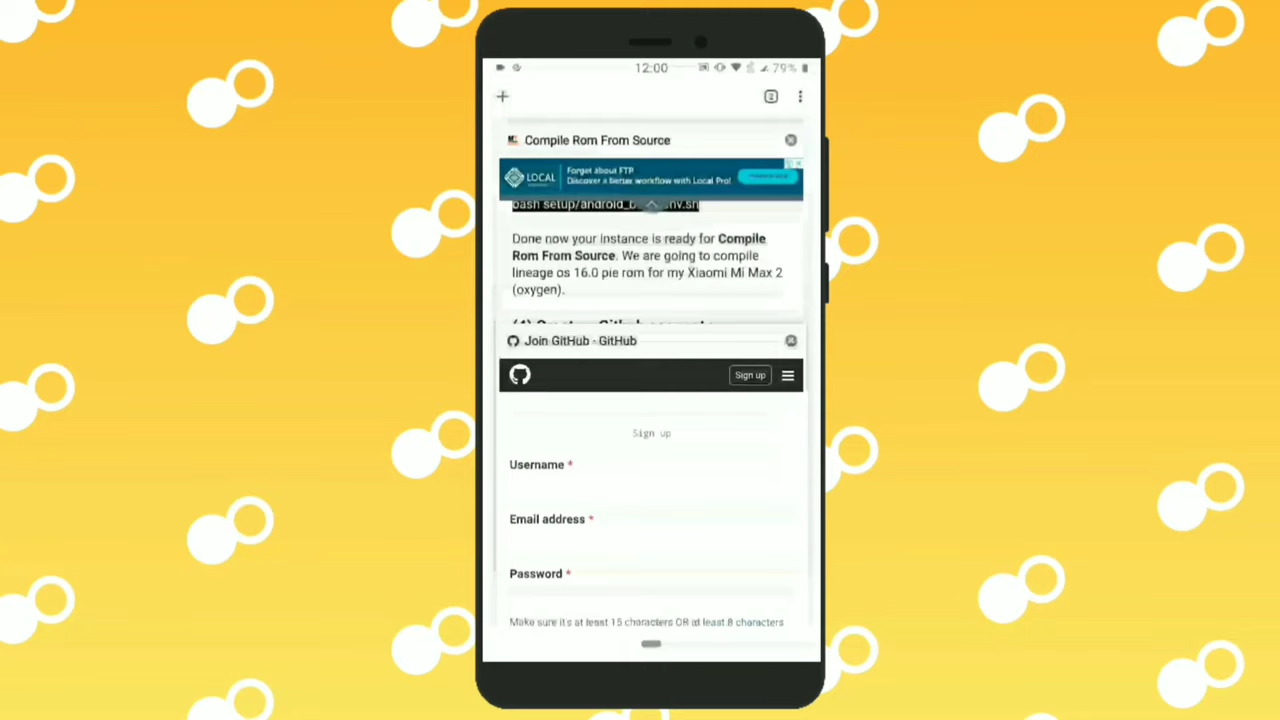 12:00
79%
2
Compile Rom From Source
LOCAL
Forget about FTP
Discover a better workflow with Local Pro!
bash setup/android_b nv.sh
Done now your instance is ready for Compile
Rom From Source. We are going to compile
lineage os 16.0 pie rom for my Xiaomi Mi Max 2
(oxygen).
Join GitHub · GitHub
Sign up
Sign up
Username *
Email address *
Password *
Make sure it's at least 15 characters OR at least 8 characters